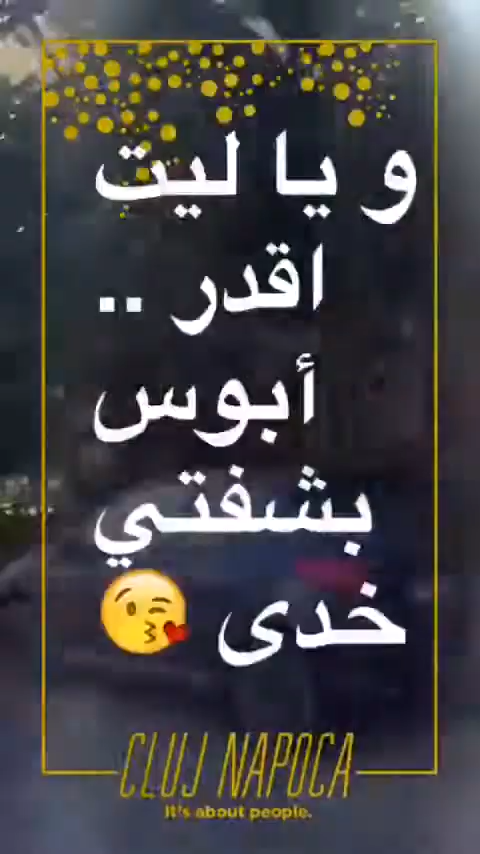 و يا ليت
اقدر ..
أبوس
بشفتي
خدى 😘
CLUJ NAPOCA
it's about people.